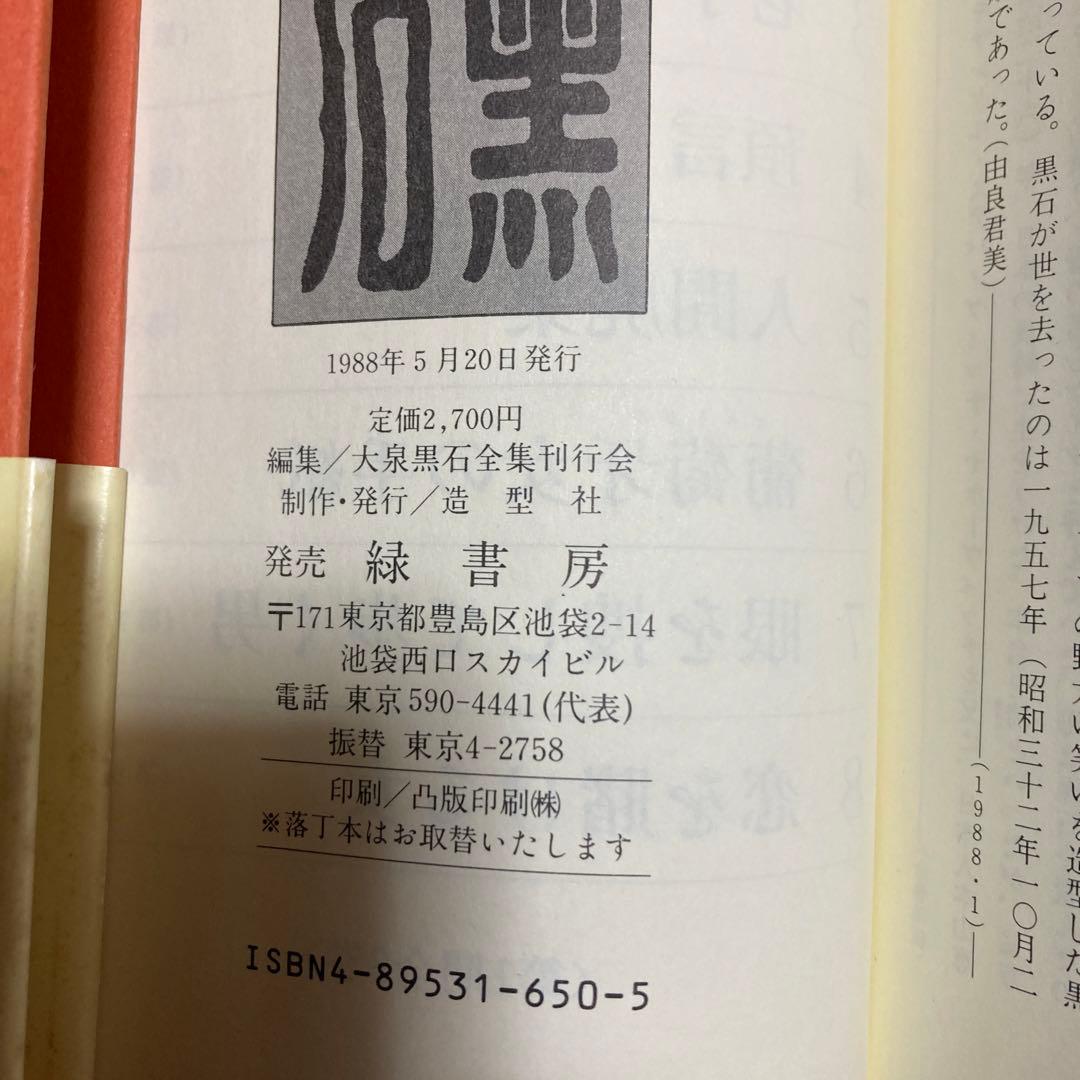 黒石
1988年5月20日発行
定価2,700円
編集／大泉黒石全集刊行会
制作・発行／造型社
発売 緑書房
〒171東京都豊島区池袋2-14
池袋西口スカイビル
電話 東京590-4441(代表)
振替 東京4-2758
印刷／凸版印刷㈱
※落丁本はお取替いたします
ISBN4-89531-650-5
っている。黒石が世を去ったのは一九五七年（昭和三十二年一〇月二
であった。(由良君美)――(1988・1)―